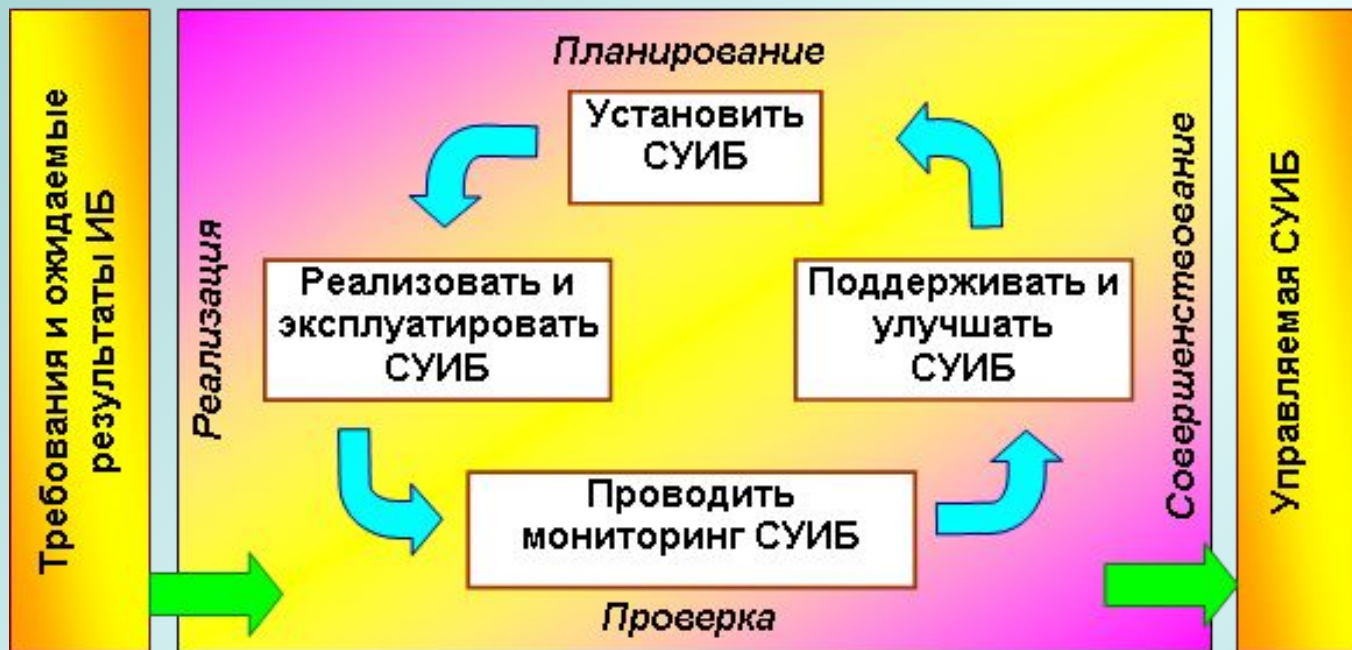 Требования и ожидаемые
результаты ИБ
Планирование
Установить
СУИБ
Реализация
Реализовать и
эксплуатировать
СУИБ
Поддерживать и
улучшать
СУИБ
Совершенствование
Проводить
мониторинг СУИБ
Проверка
Управляемая СУИБ